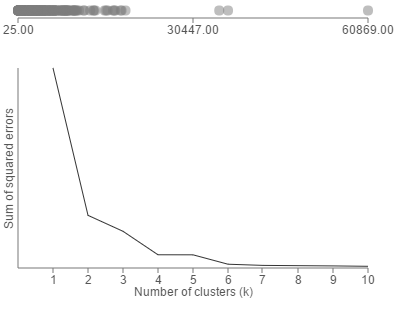 25.00 30447.00 60869.00
Sum of squared errors
1 2 3 4 5 6 7 8 9 10
Number of clusters (k)